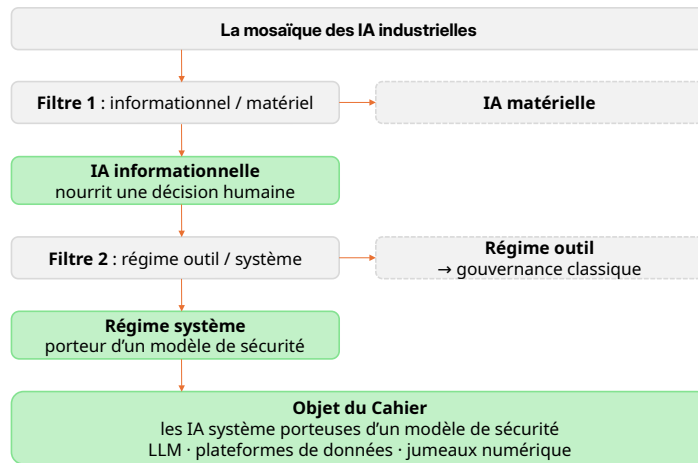 La mosaïque des IA industrielles
Filtre 1 : informationnel / matériel
IA matérielle
IA informationnelle
nourrit une décision humaine
Filtre 2 : régime outil / système
Régime outil
→ gouvernance classique
Régime système
porteur d’un modèle de sécurité
Objet du Cahier
les IA système porteuses d’un modèle de sécurité
LLM · plateformes de données · jumeaux numérique